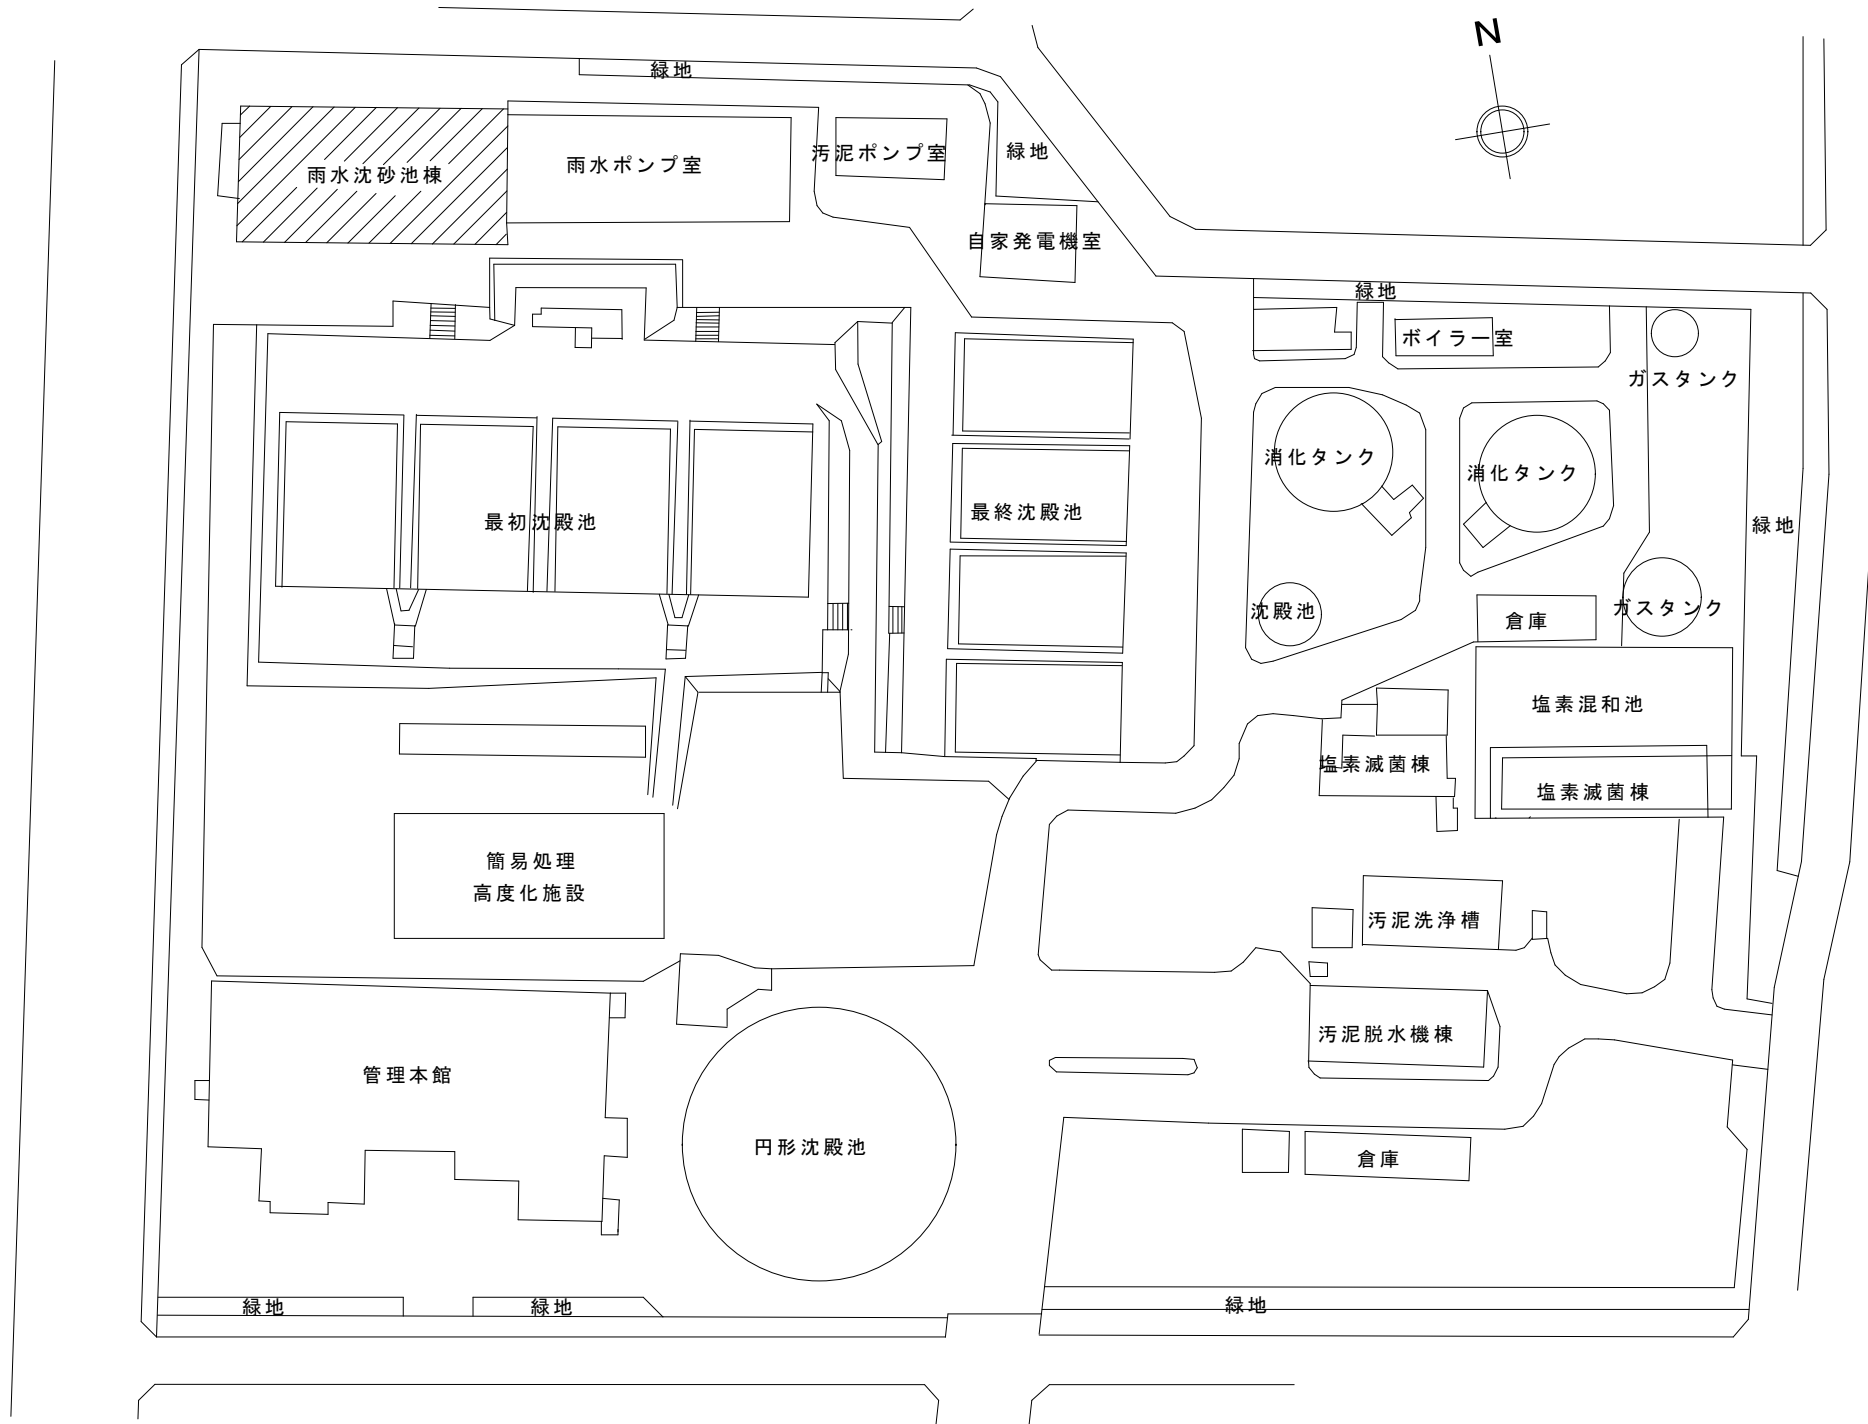 N
緑地
雨水沈砂池棟
雨水ポンプ室
汚泥ポンプ室
緑地
自家発電機室
緑地
ボイラー室
ガスタンク
消化タンク
消化タンク
最初沈殿池
最終沈殿池
緑地
沈殿池
倉庫
ガスタンク
塩素混和池
塩素滅菌棟
塩素滅菌棟
簡易処理
高度化施設
汚泥洗浄槽
汚泥脱水機棟
管理本館
円形沈殿池
倉庫
緑地
緑地
緑地